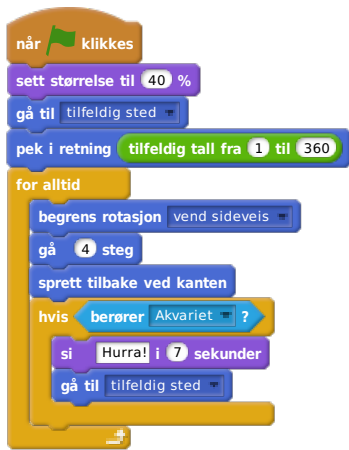 når klikkes
sett størrelse til 40 %
gå til tilfeldig sted
pek i retning tilfeldig tall fra 1 til 360
for alltid
begrens rotasjon vend sideveis
gå 4 steg
sprett tilbake ved kanten
hvis berører Akvariet ?
si Hurra! i 7 sekunder
gå til tilfeldig sted